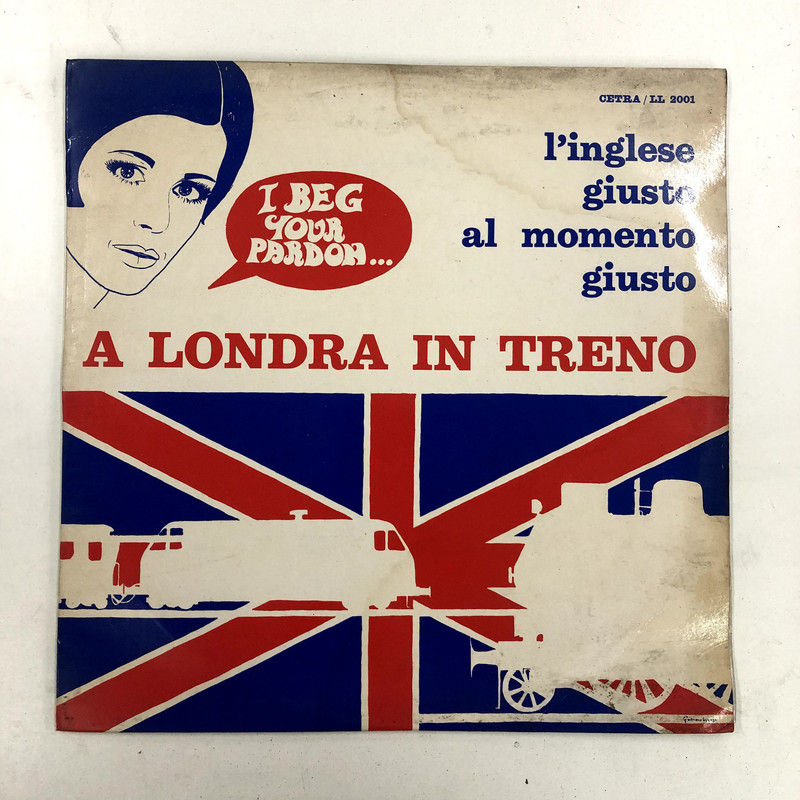 CETRA / LL 2001
l'inglese
giusto
al momento
giusto
I BEG
YOUR
PARDON...
A LONDRA IN TRENO